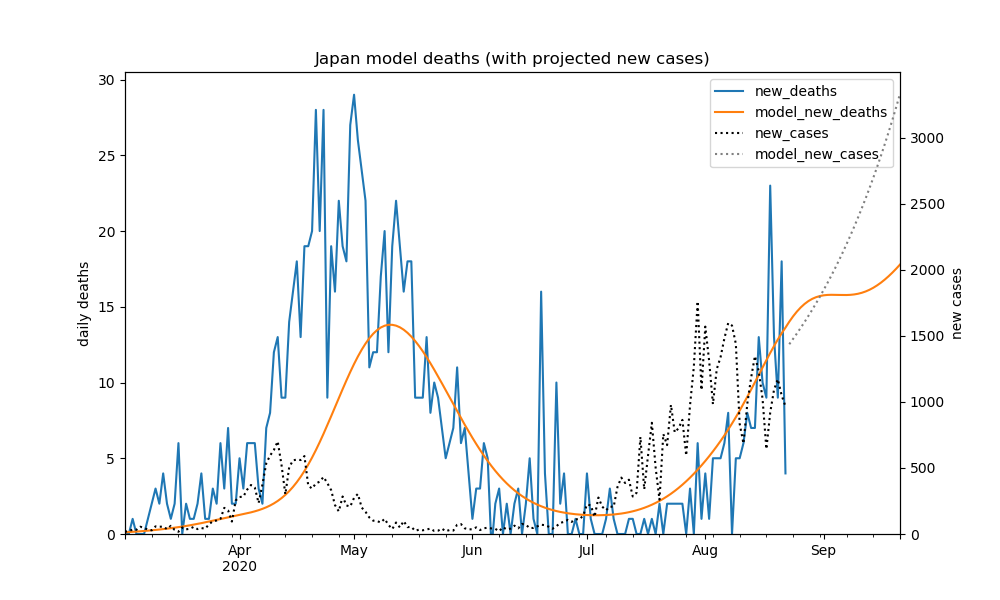 Japan model deaths (with projected new cases)
new_deaths
model_new_deaths
new_cases
model_new_cases
daily deaths
30
25
20
15
10
5
0
new cases
3000
2500
2000
1500
1000
500
0
Apr
2020
May
Jun
Jul
Aug
Sep